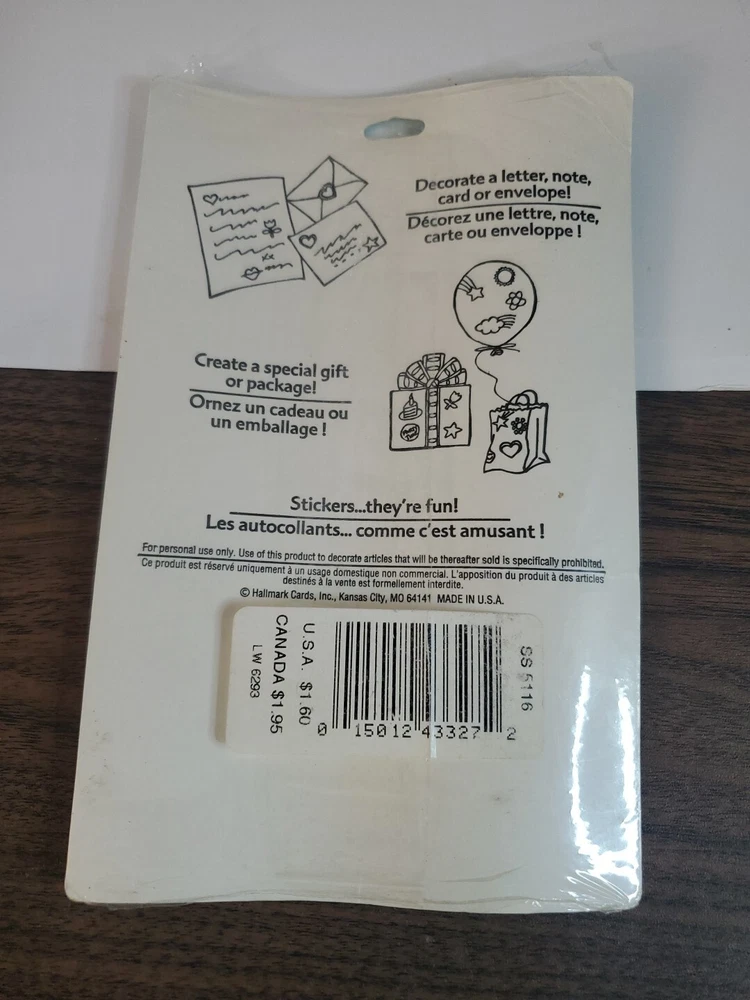 Decorate a letter, note,
card or envelope!
Décorez une lettre, note,
carte ou enveloppe !
Create a special gift
or package!
Ornez un cadeau ou
un emballage !
Stickers...they're fun!
Les autocollants... comme c'est amusant !
For personal use only. Use of this product to decorate articles that will be thereafter sold is specifically prohibited.
Ce produit est réservé uniquement à un usage domestique non commercial. L'apposition du produit à des articles
destinés à la vente est formellement interdite.
© Hallmark Cards, Inc., Kansas City, MO 64141 MADE IN U.S.A.
U.S.A. $1.60
CANADA $1.95
LW 6293
SS 5116
0 15012 43327 2